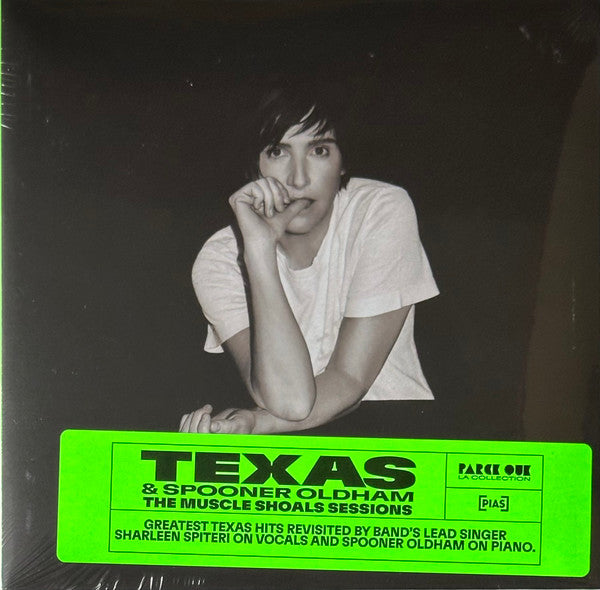 TEXAS
& SPOONER OLDHAM
THE MUSCLE SHOALS SESSIONS
PARCE QUE
LA COLLECTION
[PIAS]
GREATEST TEXAS HITS REVISITED BY BAND'S LEAD SINGER
SHARLEEN SPITERI ON VOCALS AND SPOONER OLDHAM ON PIANO.